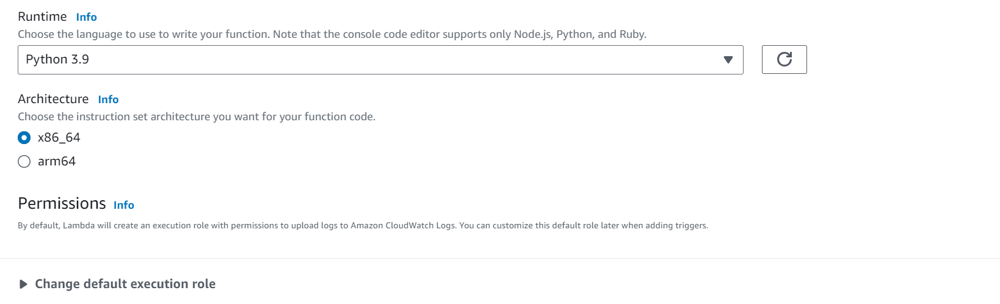 Runtime Info
Choose the language to use to write your function. Note that the console code editor supports only Node.js, Python, and Ruby.
Python 3.9
Architecture Info
Choose the instruction set architecture you want for your function code.
x86_64
arm64
Permissions Info
By default, Lambda will create an execution role with permissions to upload logs to Amazon CloudWatch Logs. You can customize this default role later when adding triggers.
Change default execution role